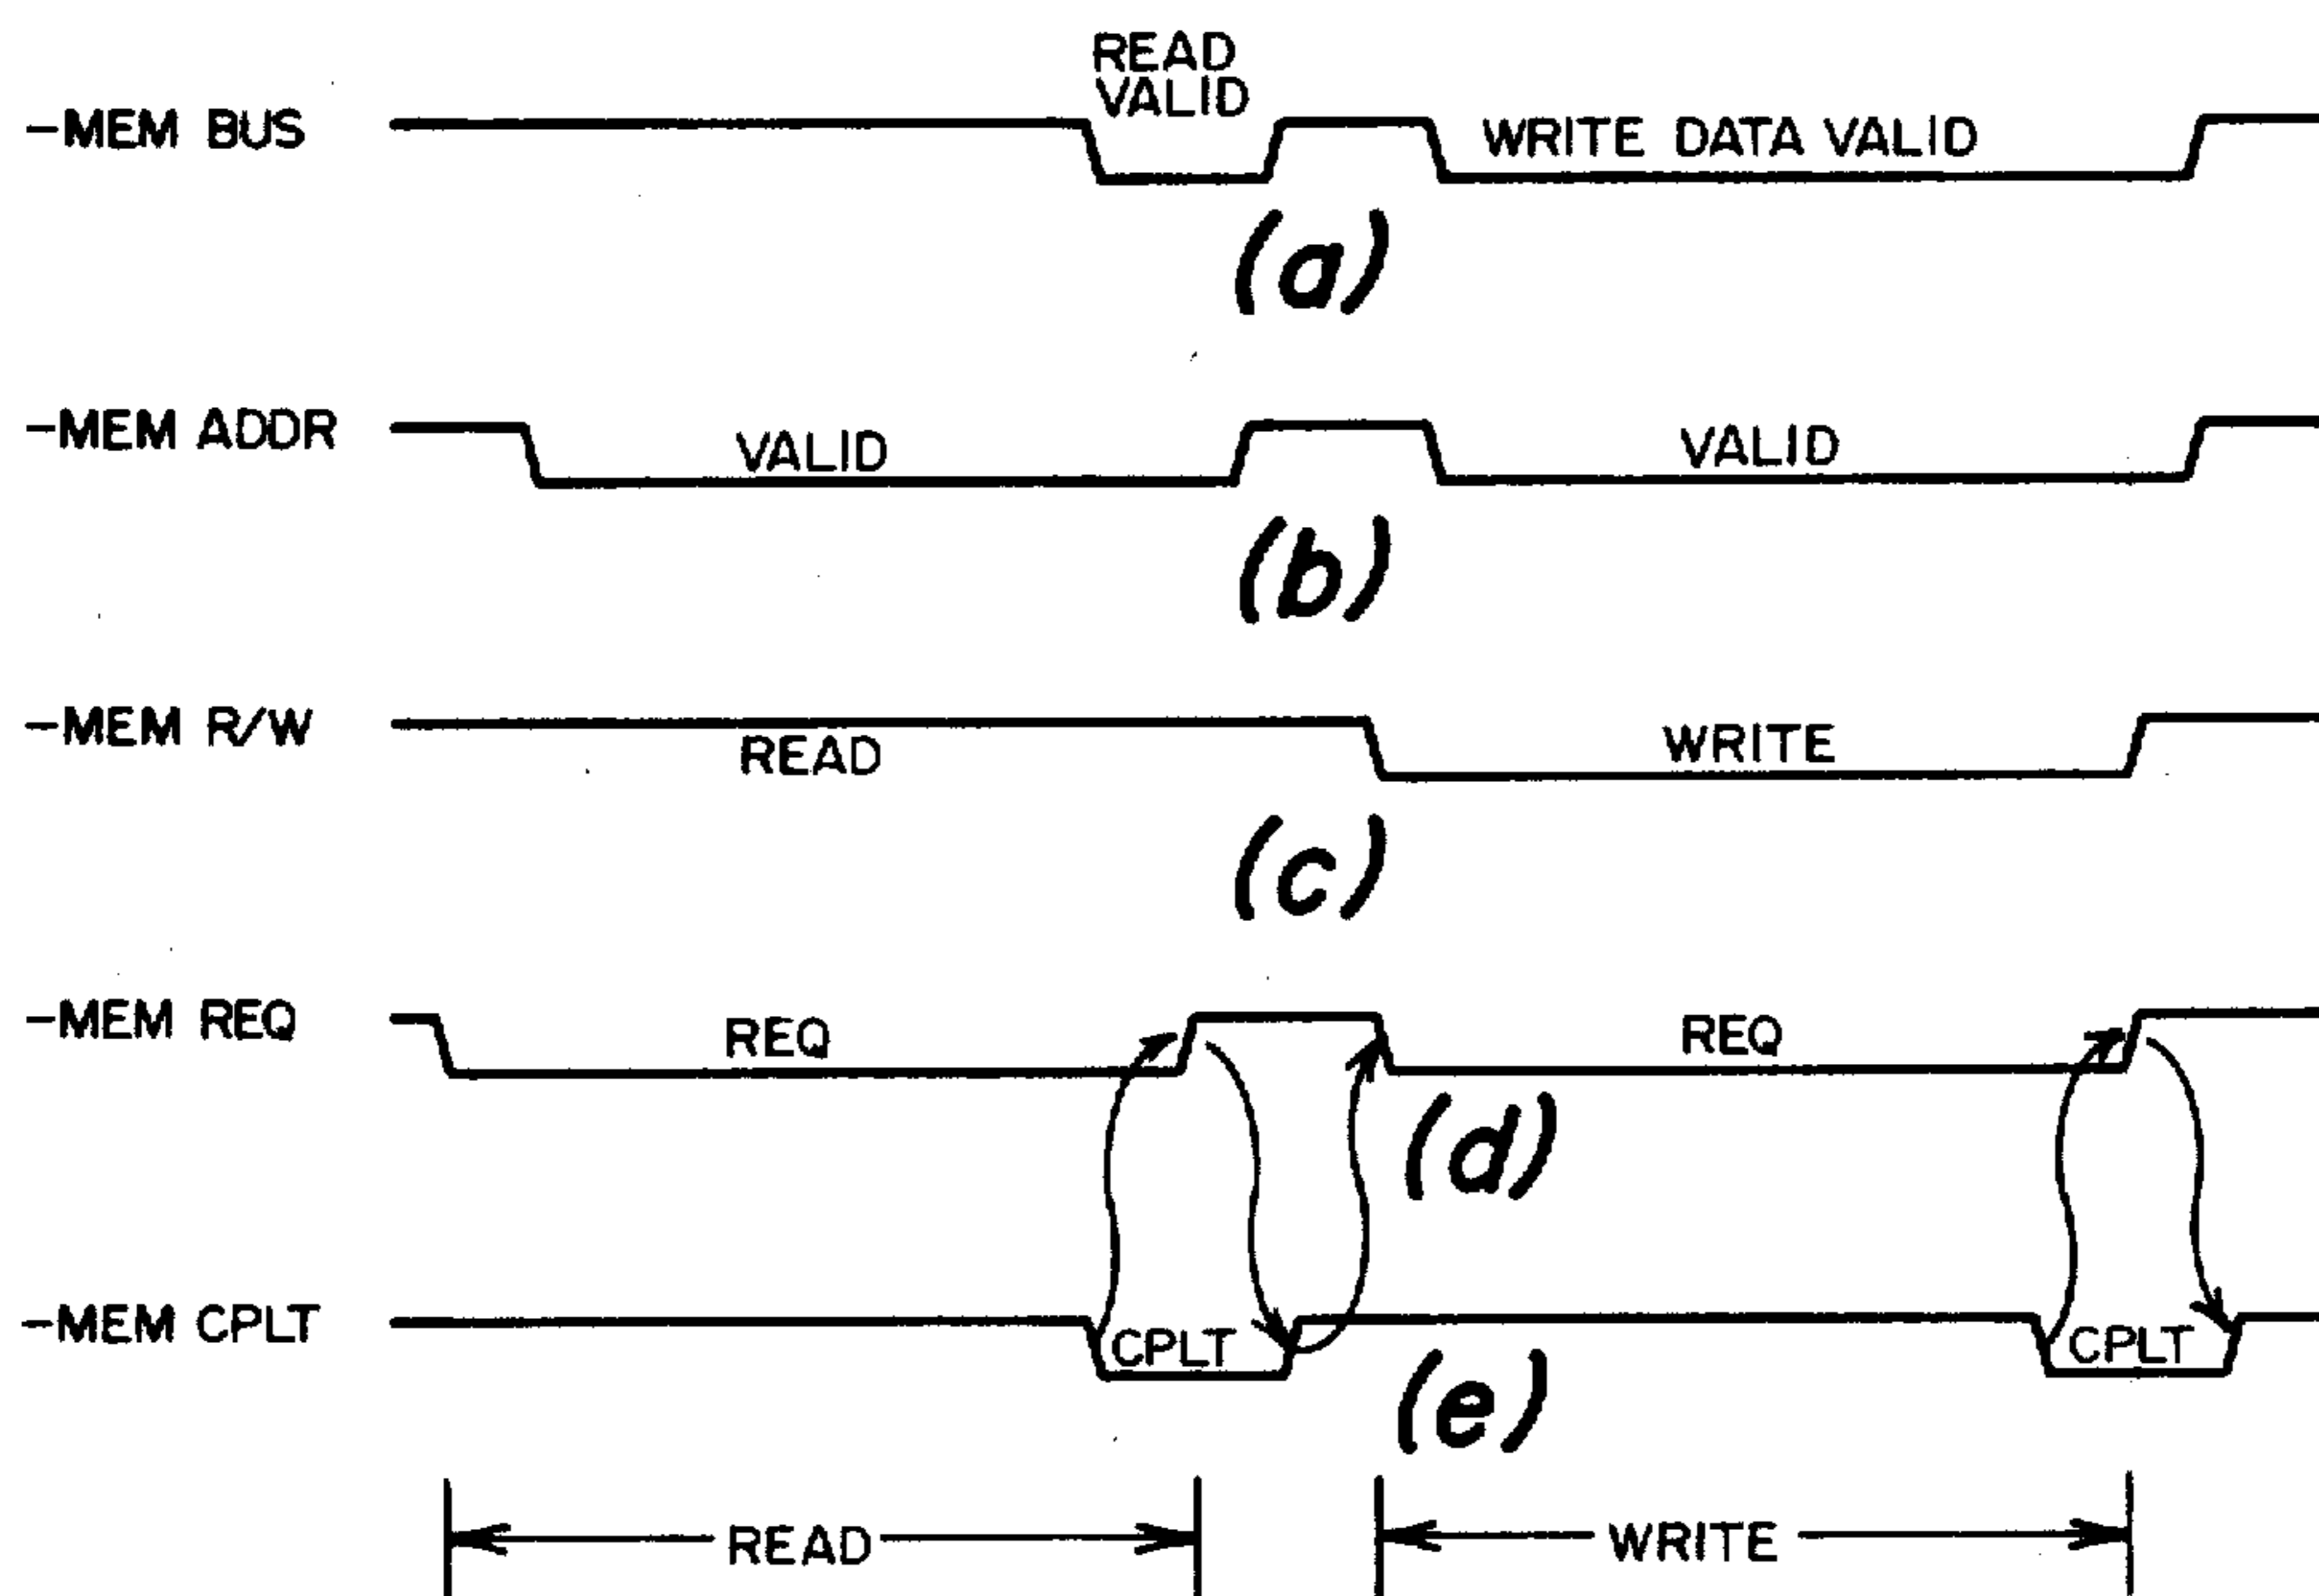 READ
VALID
-MEM BUS
WRITE DATA VALID
(a)
-MEM ADDR
VALID
VALID
(b)
-MEM R/W
READ
WRITE
(c)
-MEM REQ
REQ
REQ
(d)
-MEM CPLT
CPLT
CPLT
(e)
READ
WRITE